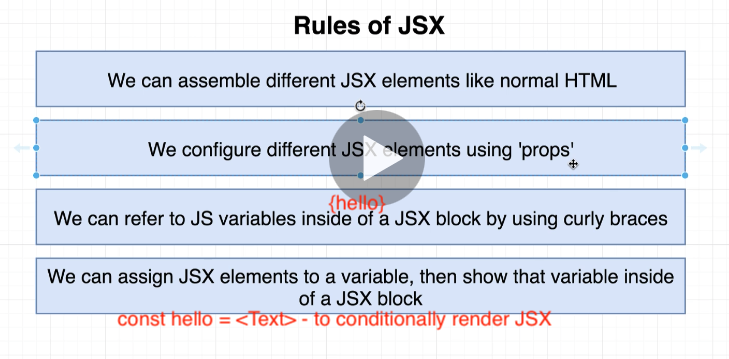 Rules of JSX
We can assemble different JSX elements like normal HTML
We configure different JSX elements using 'props'
{hello}
We can refer to JS variables inside of a JSX block by using curly braces
We can assign JSX elements to a variable, then show that variable inside
of a JSX block
const hello = <Text> - to conditionally render JSX